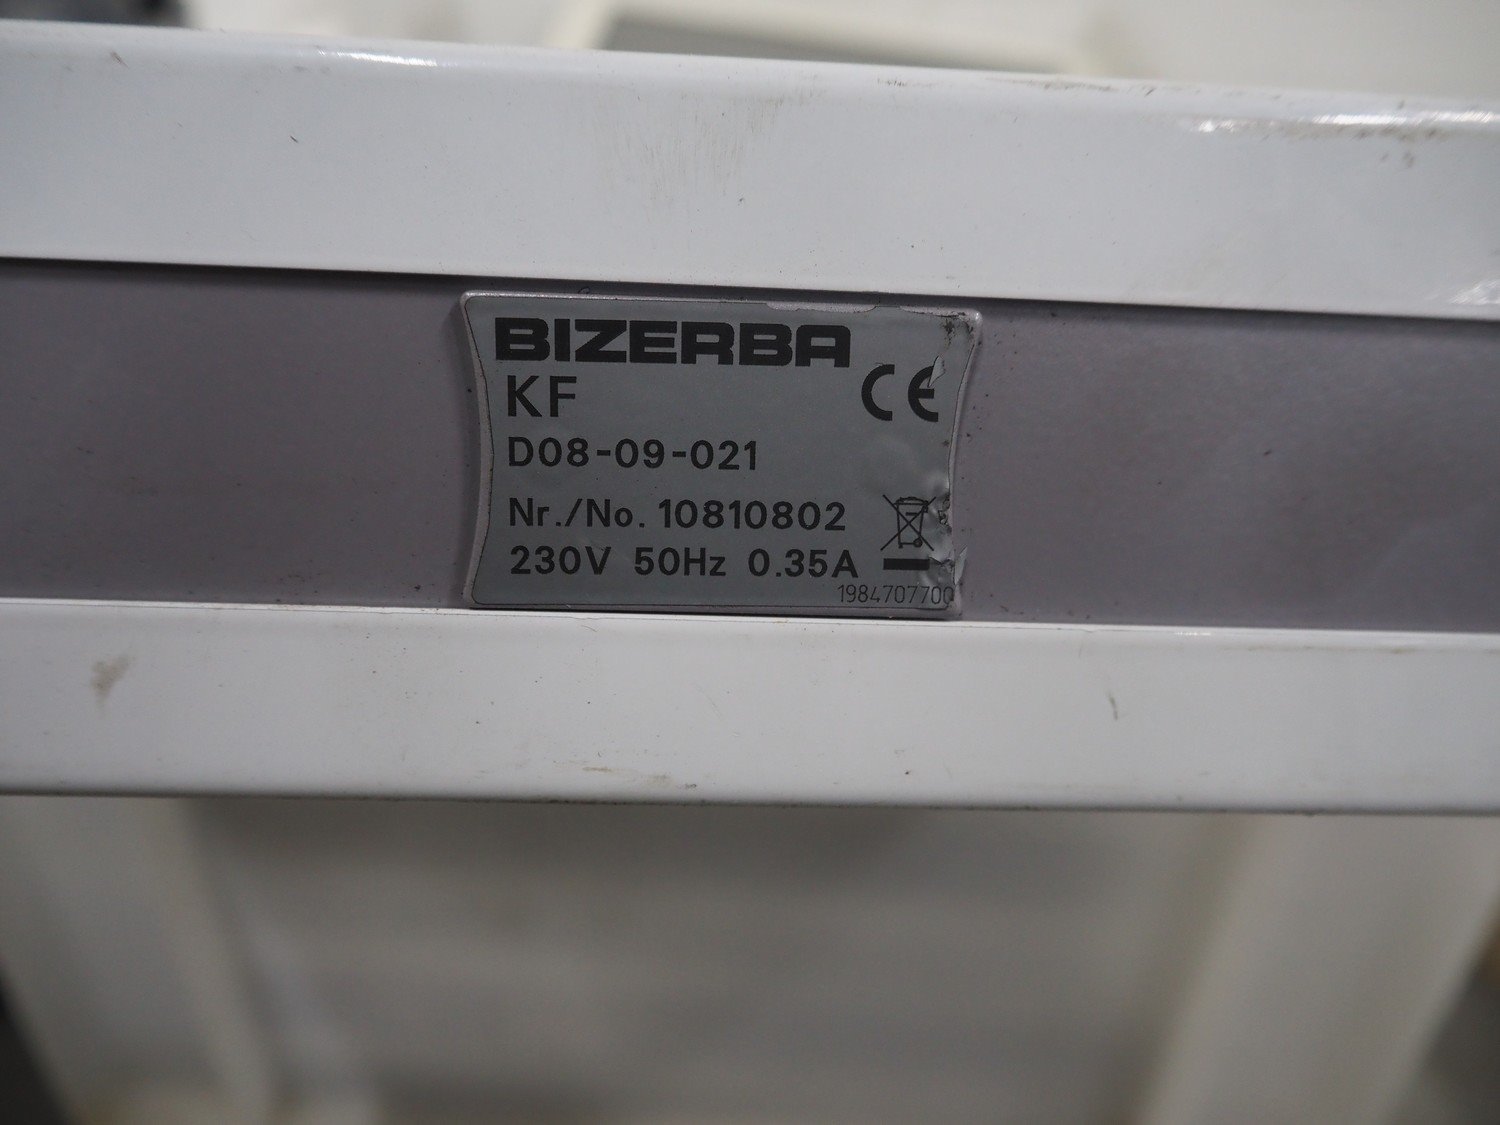 BIZERBA
KF CE
D08-09-021
Nr./No. 10810802
230V 50Hz 0.35A
1984707700